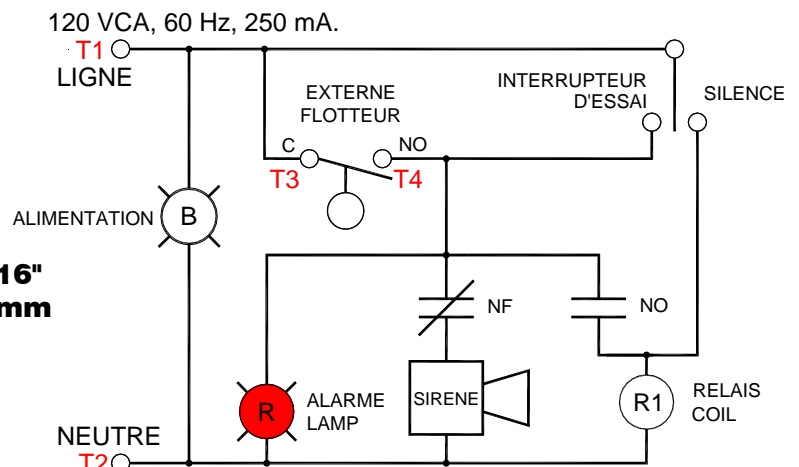 120 VCA, 60 Hz, 250 mA.
T1
LIGNE
EXTERNE
FLOTTEUR
INTERRUPTEUR
D'ESSAI
SILENCE
C
NO
T3
T4
ALIMENTATION
B
16"
mm
NF
NO
R
ALARME
LAMP
SIRENE
R1
RELAIS
COIL
NEUTRE
T2